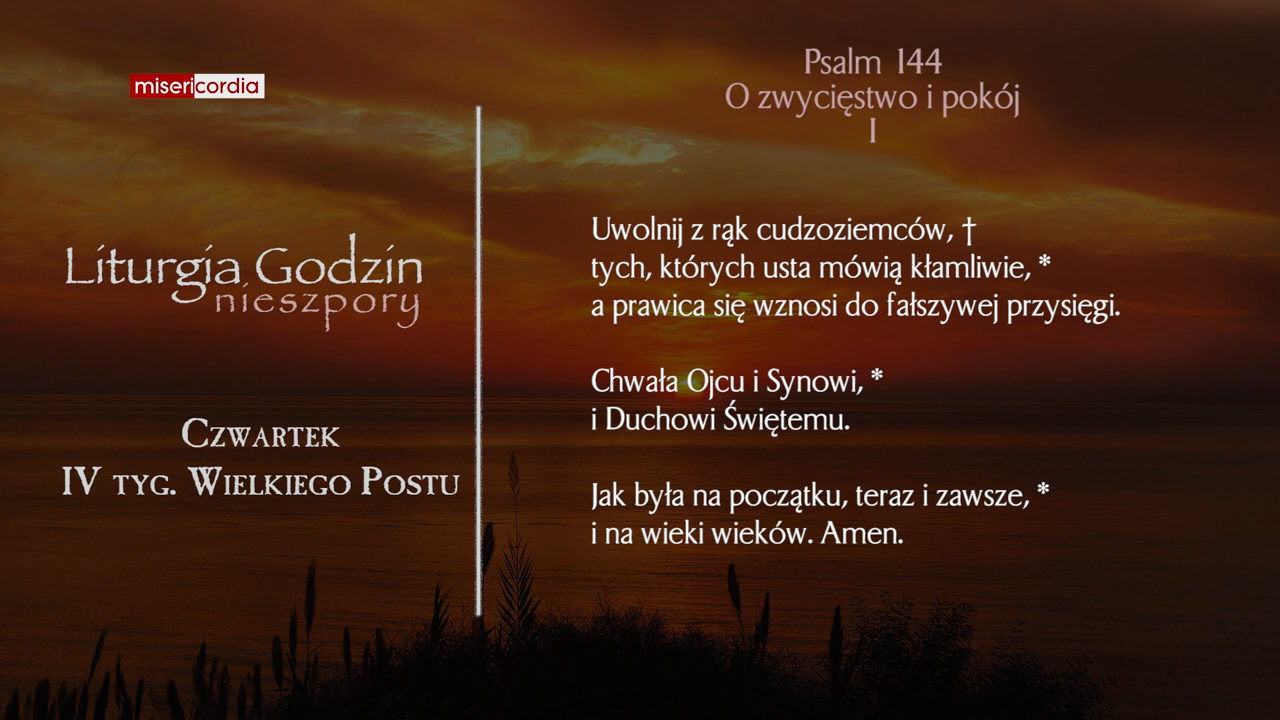 misericordia
Liturgia Godzin
nieszpory
Czwartek
IV tyg. Wielkiego Postu
Psalm 144
O zwycięstwo i pokój
I
Uwolnij z rąk cudzoziemców, †
tych, których usta mówią kłamliwie, *
a prawica się wznosi do fałszywej przysięgi.
Chwała Ojcu i Synowi, *
i Duchowi Świętemu.
Jak była na początku, teraz i zawsze, *
i na wieki wieków. Amen.